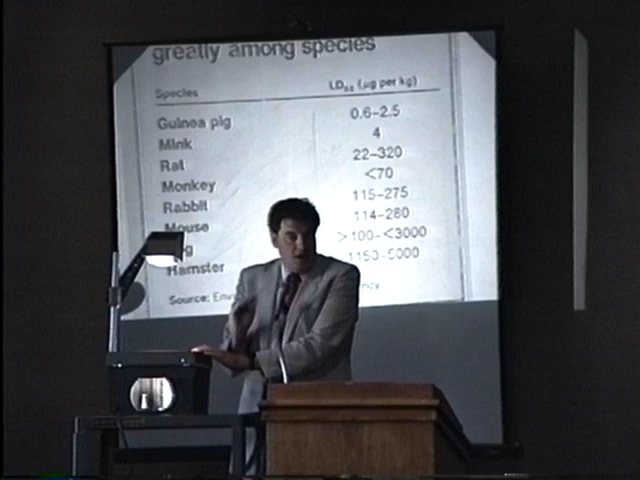 greatly among species
Species LD₅₀ (µg per kg)
Guinea pig 0.6–2.5
Mink 4
Rat 22–320
Monkey <70
Rabbit 115–275
Mouse 114–280
>100–<3000
Hamster 1150–5000
Source: